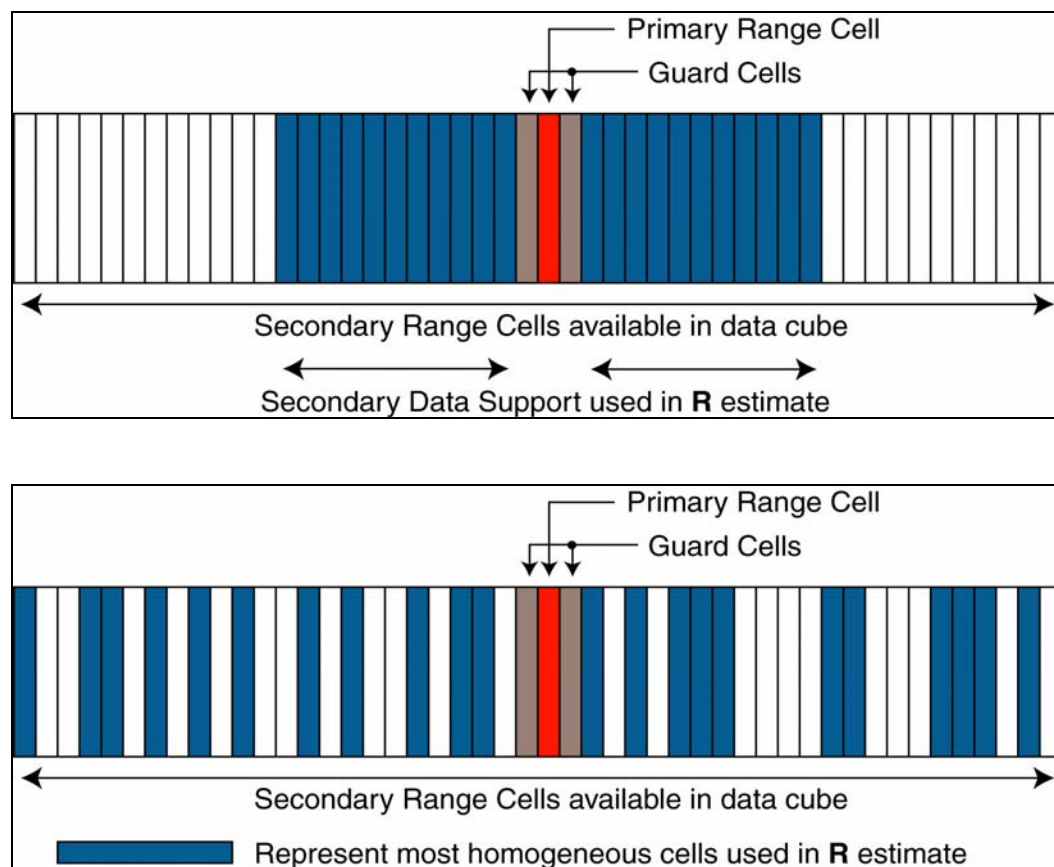 Primary Range Cell
Guard Cells
Secondary Range Cells available in data cube
Secondary Data Support used in R estimate
Primary Range Cell
Guard Cells
Secondary Range Cells available in data cube
Represent most homogeneous cells used in R estimate